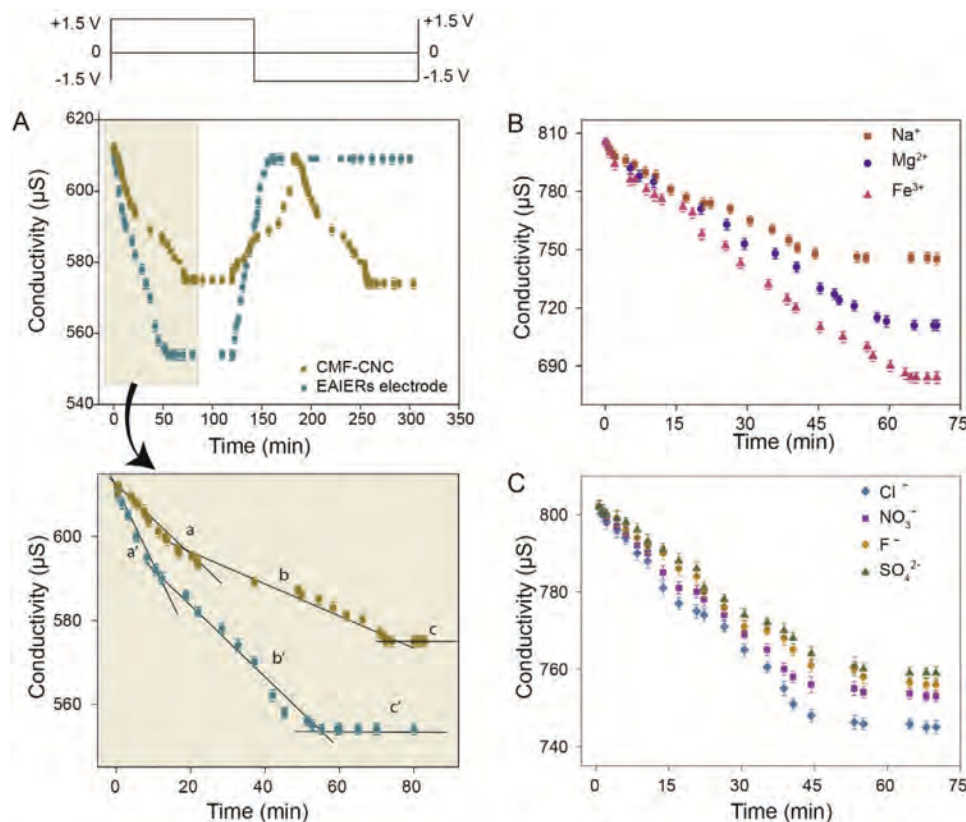 +1.5 V
0
-1.5 V
+1.5 V
0
-1.5 V
A
Conductivity (µS)
620
600
580
560
540
0 50 100 150 200 250 300 350
Time (min)
CMF-CNC
EAIERs electrode
B
Conductivity (µS)
810
780
750
720
690
0 15 30 45 60 75
Time (min)
Na⁺
Mg²⁺
Fe³⁺
Conductivity (µS)
600
580
560
0 20 40 60 80
Time (min)
a
a'
b
b'
c
c'
C
Conductivity (µS)
800
780
760
740
0 15 30 45 60 75
Time (min)
Cl⁻
NO₃⁻
F⁻
SO₄²⁻